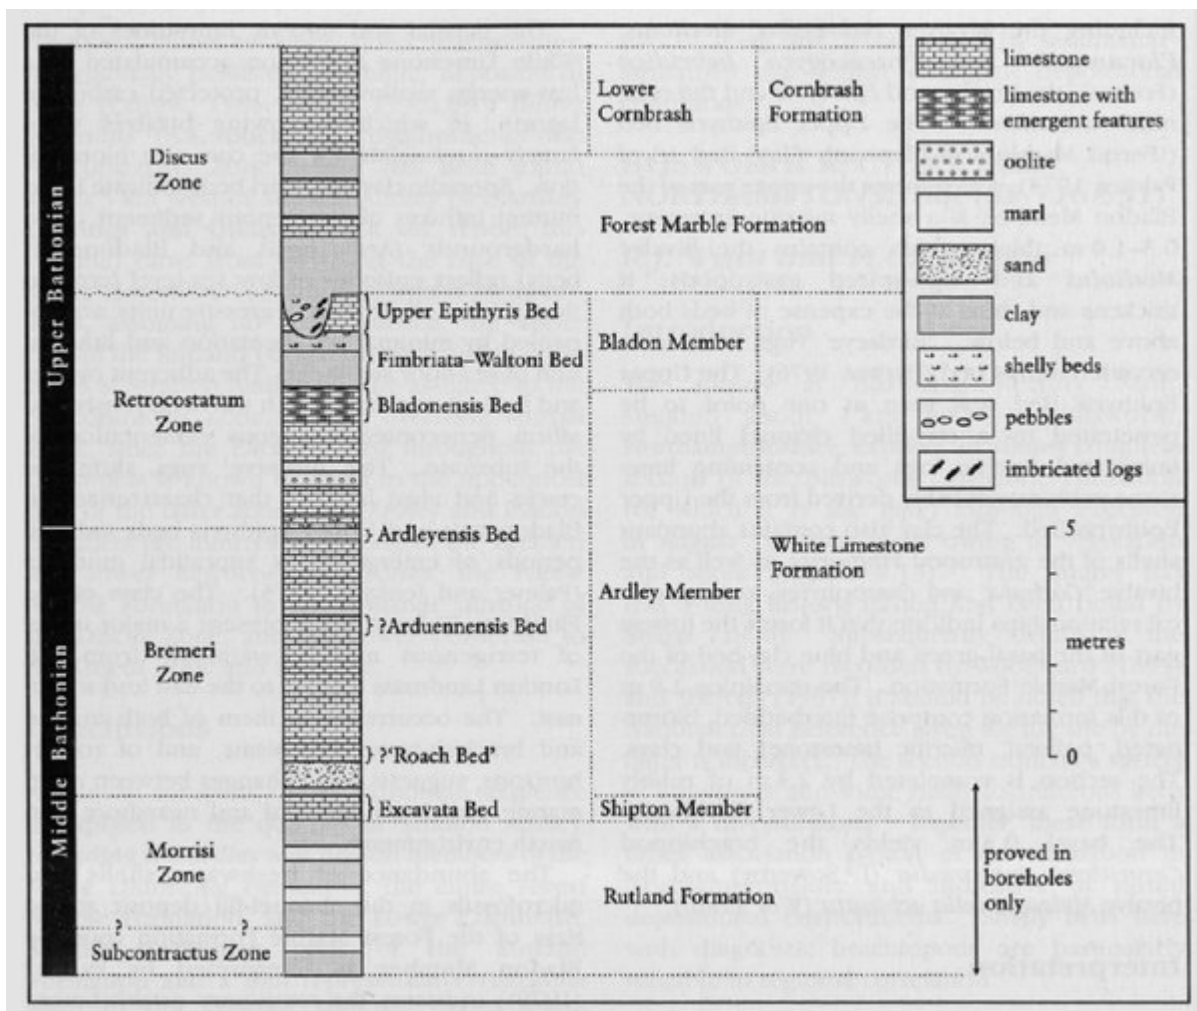 Upper Bathonian
Middle Bathonian
Discus
Zone
Retrocostatum
Zone
Bremeri
Zone
Morrisi
Zone
?
?
Subcontractus Zone
Upper Epithyris Bed
Fimbriata–Waltoni Bed
Bladonensis Bed
Ardleyensis Bed
?Arduennensis Bed
?"Roach Bed"
Excavata Bed
Lower
Cornbrash
Cornbrash
Formation
Forest Marble Formation
Bladon Member
White Limestone
Formation
Ardley Member
Shipton Member
Rutland Formation
limestone
limestone with
emergent features
oolite
marl
sand
clay
shelly beds
pebbles
imbricated logs
5
metres
0
proved in
boreholes
only